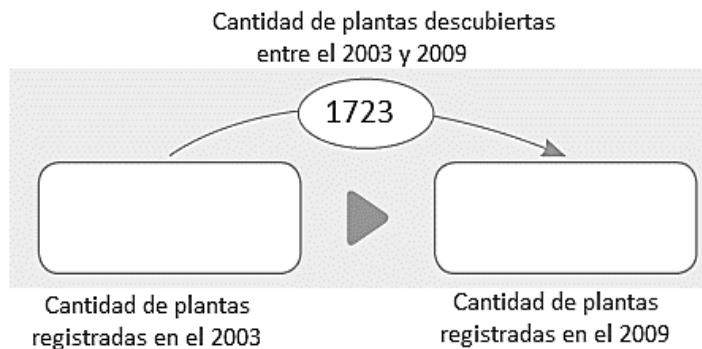 Cantidad de plantas descubiertas
entre el 2003 y 2009
1723
Cantidad de plantas
registradas en el 2003
Cantidad de plantas
registradas en el 2009